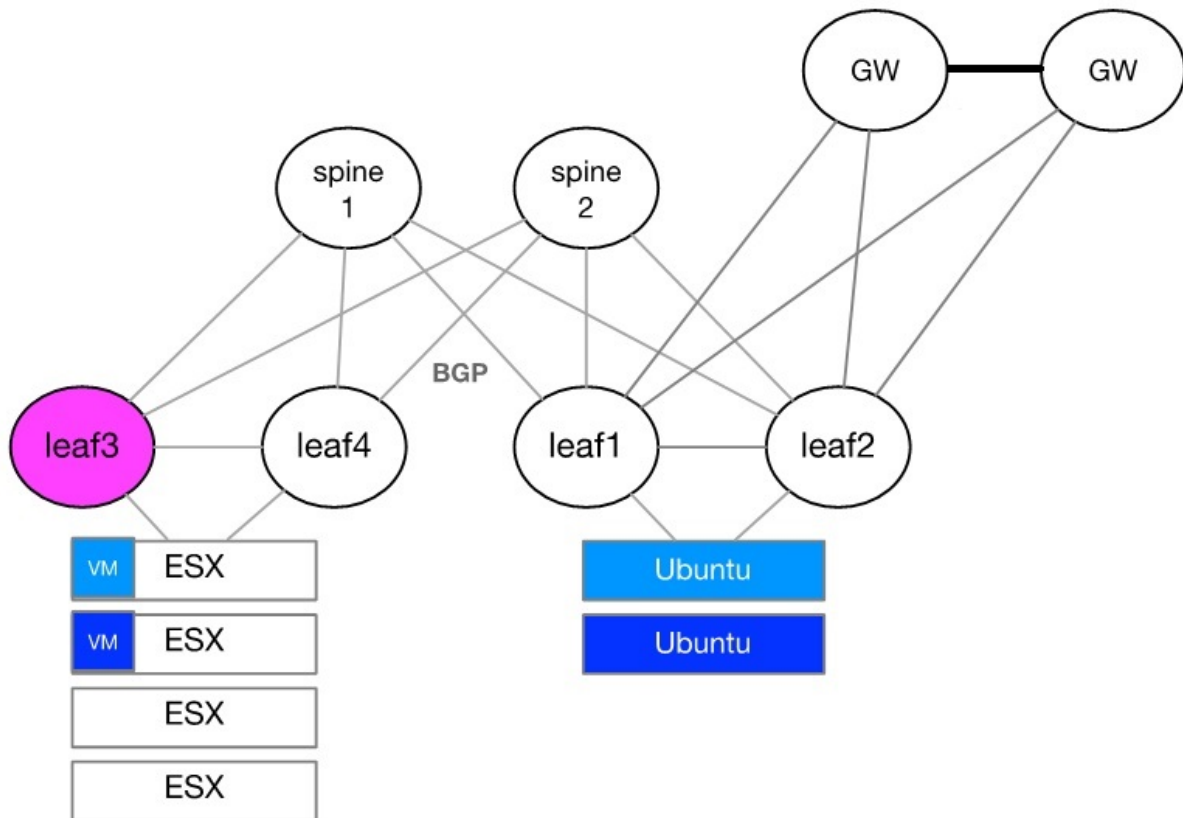 GW
GW
spine
1
spine
2
BGP
leaf3
leaf4
leaf1
leaf2
VM
ESX
Ubuntu
VM
ESX
Ubuntu
ESX
ESX